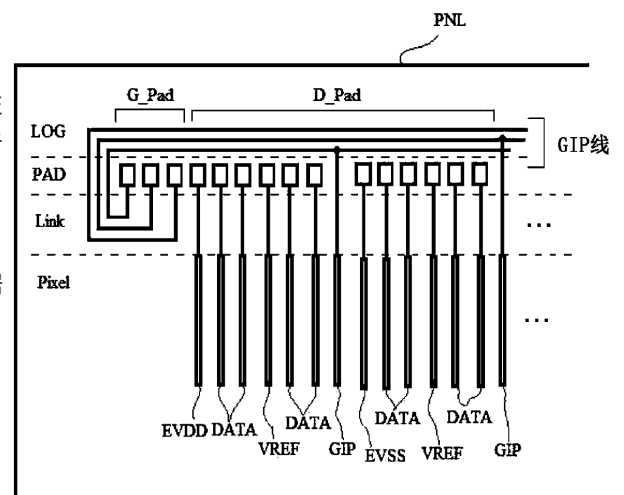 PNL
G_Pad D_Pad
LOG
GIP线
PAD
Link
...
Pixel
...
EVDD DATA VREF DATA GIP EVSS DATA VREF DATA GIP